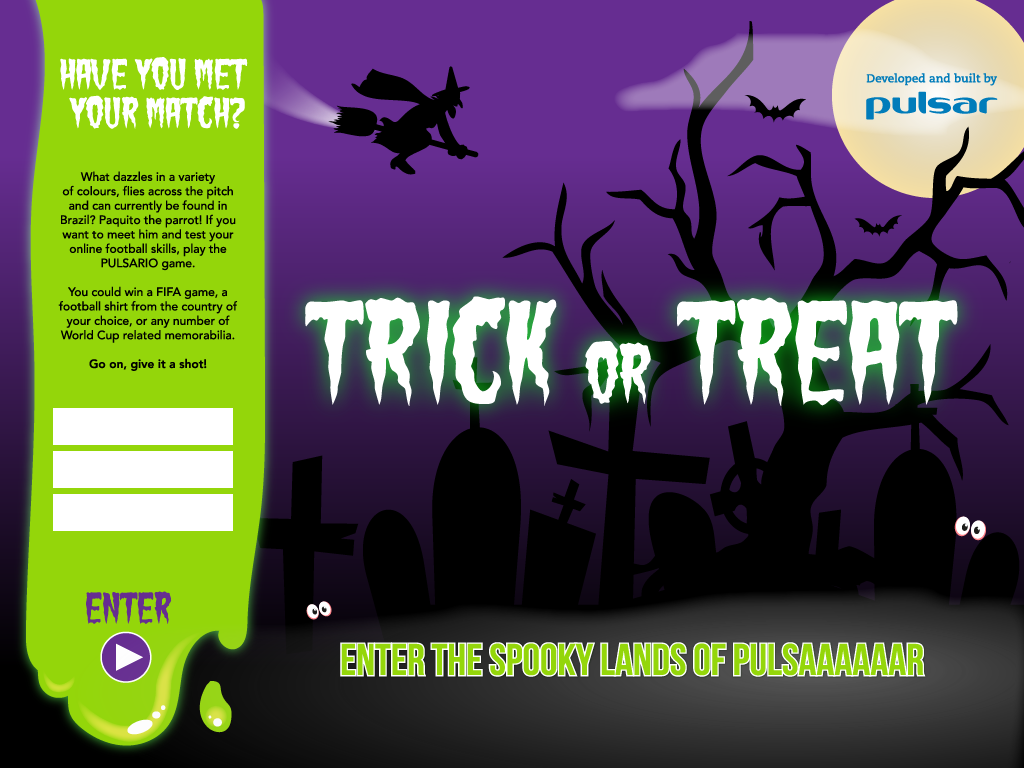 HAVE YOU MET
YOUR MATCH?
What dazzles in a variety
of colours, flies across the pitch
and can currently be found in
Brazil? Paquito the parrot! If you
want to meet him and test your
online football skills, play the
PULSARIO game.
You could win a FIFA game, a
football shirt from the country of
your choice, or any number of
World Cup related memorabilia.
Go on, give it a shot!
ENTER
Developed and built by
pulsar
TRICK OR TREAT
ENTER THE SPOOKY LANDS OF PULSAAAAAAR